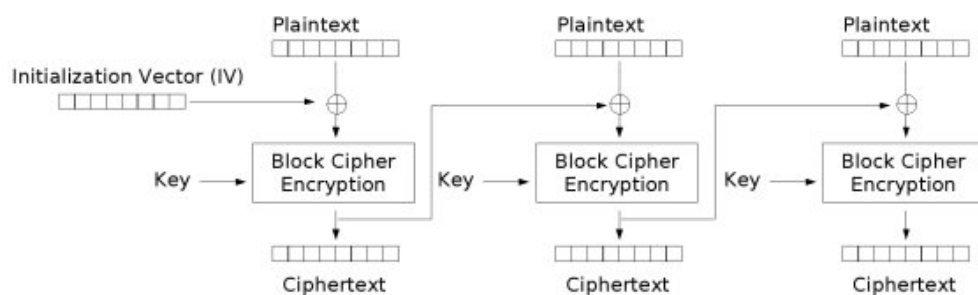 Plaintext
Plaintext
Plaintext
Initialization Vector (IV)
Key
Block Cipher
Encryption
Key
Block Cipher
Encryption
Key
Block Cipher
Encryption
Ciphertext
Ciphertext
Ciphertext